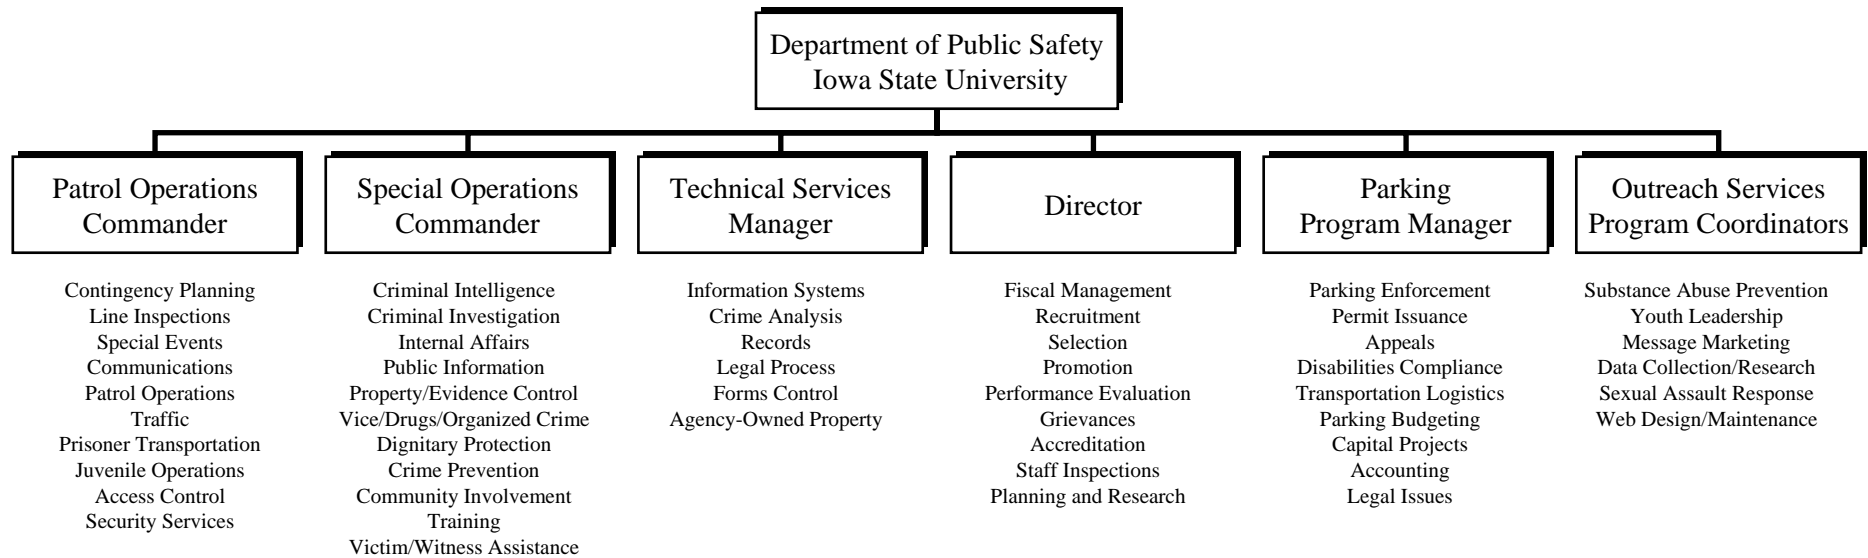 Department of Public Safety
Iowa State University
Patrol Operations
Commander
Contingency Planning
Line Inspections
Special Events
Communications
Patrol Operations
Traffic
Prisoner Transportation
Juvenile Operations
Access Control
Security Services
Special Operations
Commander
Criminal Intelligence
Criminal Investigation
Internal Affairs
Public Information
Property/Evidence Control
Vice/Drugs/Organized Crime
Dignitary Protection
Crime Prevention
Community Involvement
Training
Victim/Witness Assistance
Technical Services
Manager
Information Systems
Crime Analysis
Records
Legal Process
Forms Control
Agency-Owned Property
Director
Fiscal Management
Recruitment
Selection
Promotion
Performance Evaluation
Grievances
Accreditation
Staff Inspections
Planning and Research
Parking
Program Manager
Parking Enforcement
Permit Issuance
Appeals
Disabilities Compliance
Transportation Logistics
Parking Budgeting
Capital Projects
Accounting
Legal Issues
Outreach Services
Program Coordinators
Substance Abuse Prevention
Youth Leadership
Message Marketing
Data Collection/Research
Sexual Assault Response
Web Design/Maintenance